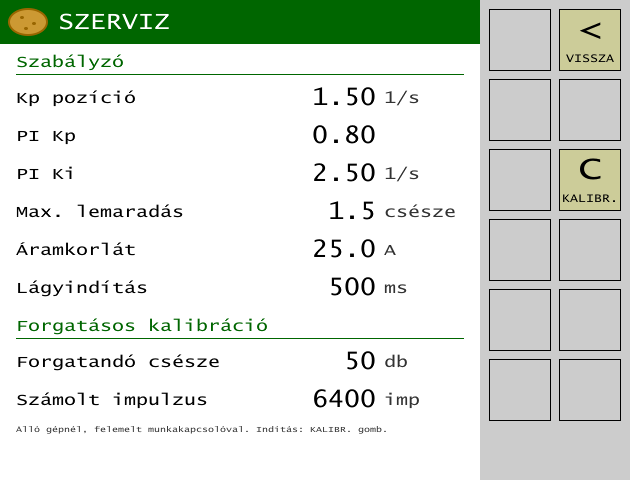 SZERVIZ
Szabályzó
Kp pozíció 1.50 1/s
PI Kp 0.80
PI Ki 2.50 1/s
Max. lemaradás 1.5 csésze
Áramkorlát 25.0 A
Lágyindítás 500 ms
Forgatásos kalibráció
Forgatandó csésze 50 db
Számolt impulzus 6400 imp
Álló gépnél, felemelt munkakapcsolóval. Indítás: KALIBR. gomb.
<
VISSZA
C
KALIBR.